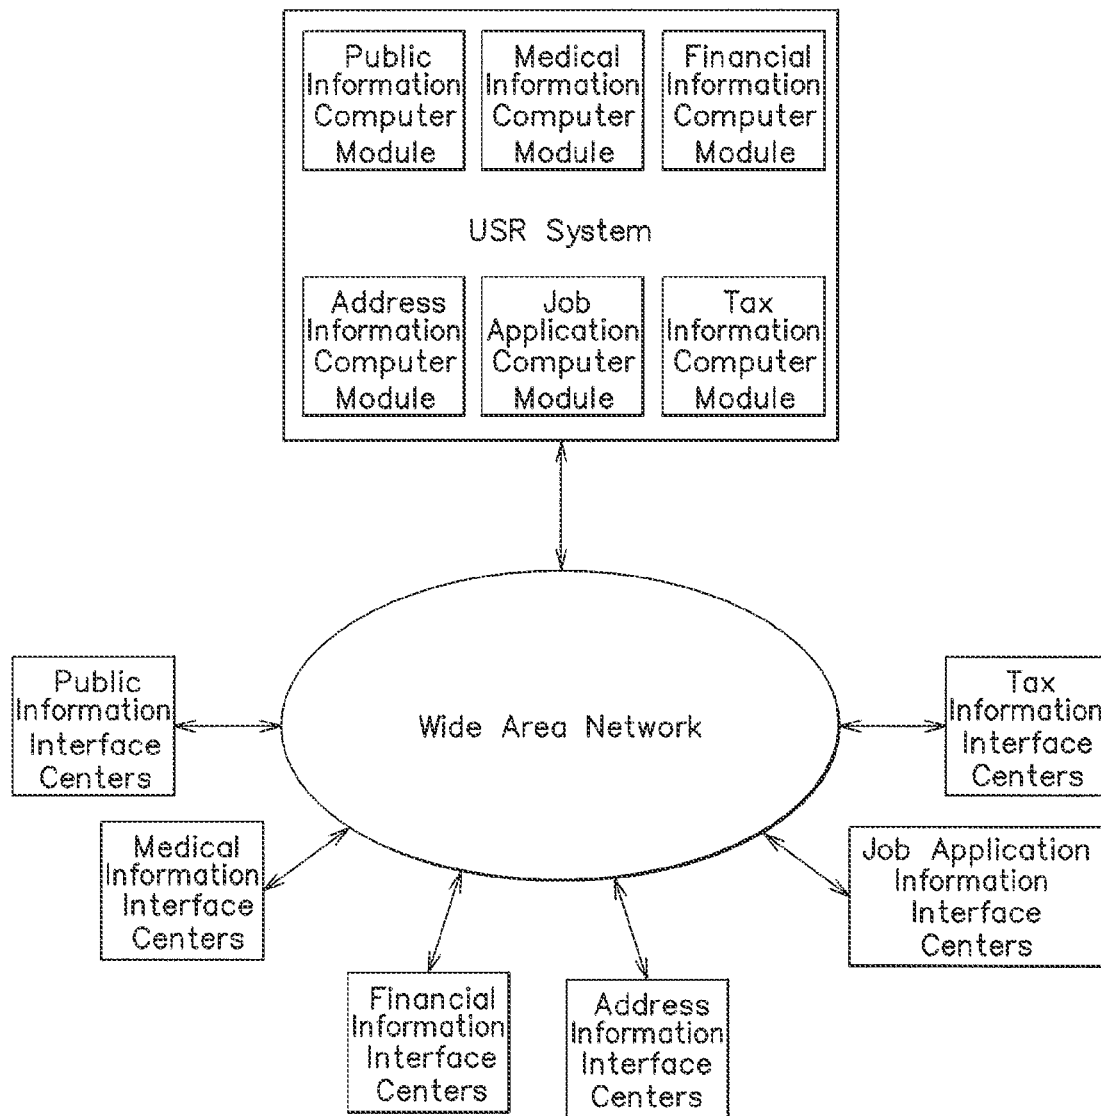 Public
Information
Computer
Module
Medical
Information
Computer
Module
Financial
Information
Computer
Module
USR System
Address
Information
Computer
Module
Job
Application
Computer
Module
Tax
Information
Computer
Module
Wide Area Network
Public
Information
Interface
Centers
Tax
Information
Interface
Centers
Medical
Information
Interface
Centers
Job Application
Information
Interface
Centers
Financial
Information
Interface
Centers
Address
Information
Interface
Centers